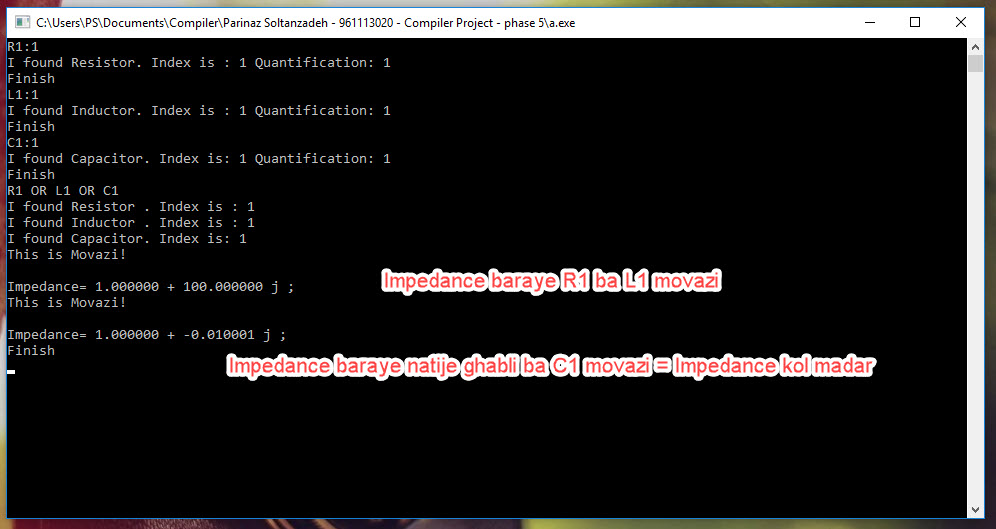 C:\Users\PS\Documents\Compiler\Parinaz Soltanzadeh - 961113020 - Compiler Project - phase 5\a.exe
R1:1
I found Resistor. Index is : 1 Quantification: 1
Finish
L1:1
I found Inductor. Index is : 1 Quantification: 1
Finish
C1:1
I found Capacitor. Index is: 1 Quantification: 1
Finish
R1 OR L1 OR C1
I found Resistor . Index is : 1
I found Inductor . Index is : 1
I found Capacitor. Index is: 1
This is Movazi!
Impedance baraye R1 ba L1 movazi
Impedance= 1.000000 + 100.000000 j ;
This is Movazi!
Impedance= 1.000000 + -0.010001 j ;
Finish
Impedance baraye natije ghabli ba C1 movazi = Impedance kol madar